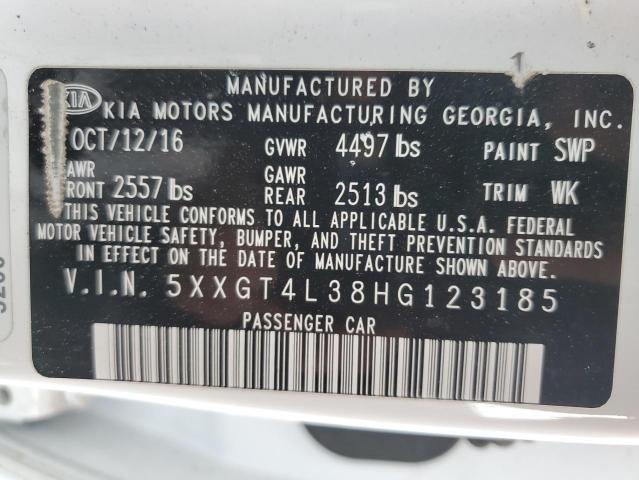 MANUFACTURED BY
KIA KIA MOTORS MANUFACTURING GEORGIA, INC.
OCT/12/16 GVWR 4497 lbs PAINT SWP
AWR GAWR
FRONT 2557 lbs REAR 2513 lbs TRIM WK
THIS VEHICLE CONFORMS TO ALL APPLICABLE U.S.A. FEDERAL
MOTOR VEHICLE SAFETY, BUMPER, AND THEFT PREVENTION STANDARDS
IN EFFECT ON THE DATE OF MANUFACTURE SHOWN ABOVE.
V.I.N. 5XXGT4L38HG123185
PASSENGER CAR